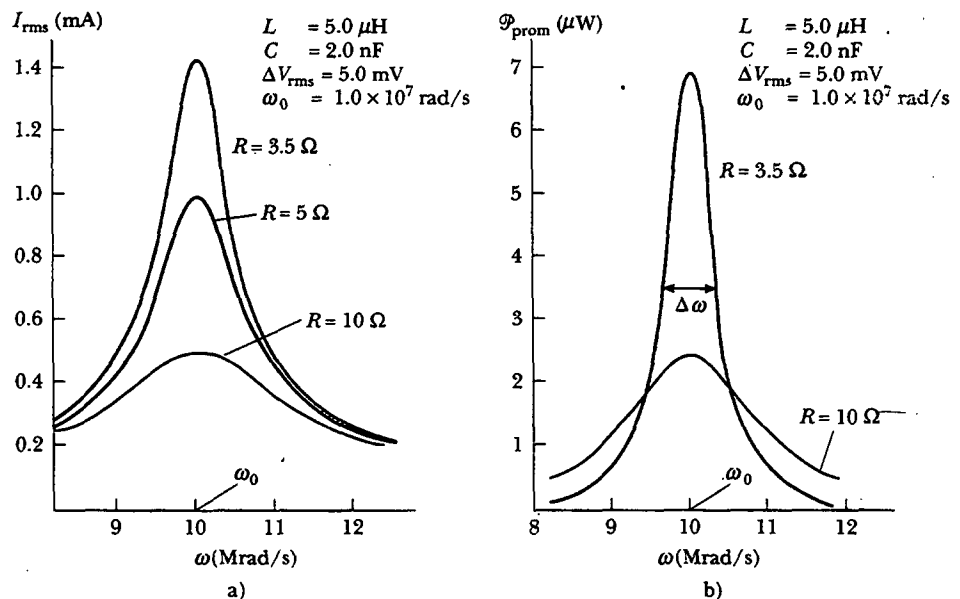 I_rms (mA)
L = 5.0 μH
C = 2.0 nF
ΔV_rms = 5.0 mV
ω_0 = 1.0 × 10^7 rad/s
1.4
1.2
1.0
0.8
0.6
0.4
0.2
R = 3.5 Ω
R = 5 Ω
R = 10 Ω
ω_0
9 10 11 12
ω(Mrad/s)
a)
𝒫_prom (μW)
L = 5.0 μH
C = 2.0 nF
ΔV_rms = 5.0 mV
ω_0 = 1.0 × 10^7 rad/s
7
6
5
4
3
2
1
R = 3.5 Ω
Δω
R = 10 Ω
ω_0
8 9 10 11 12
ω(Mrad/s)
b)